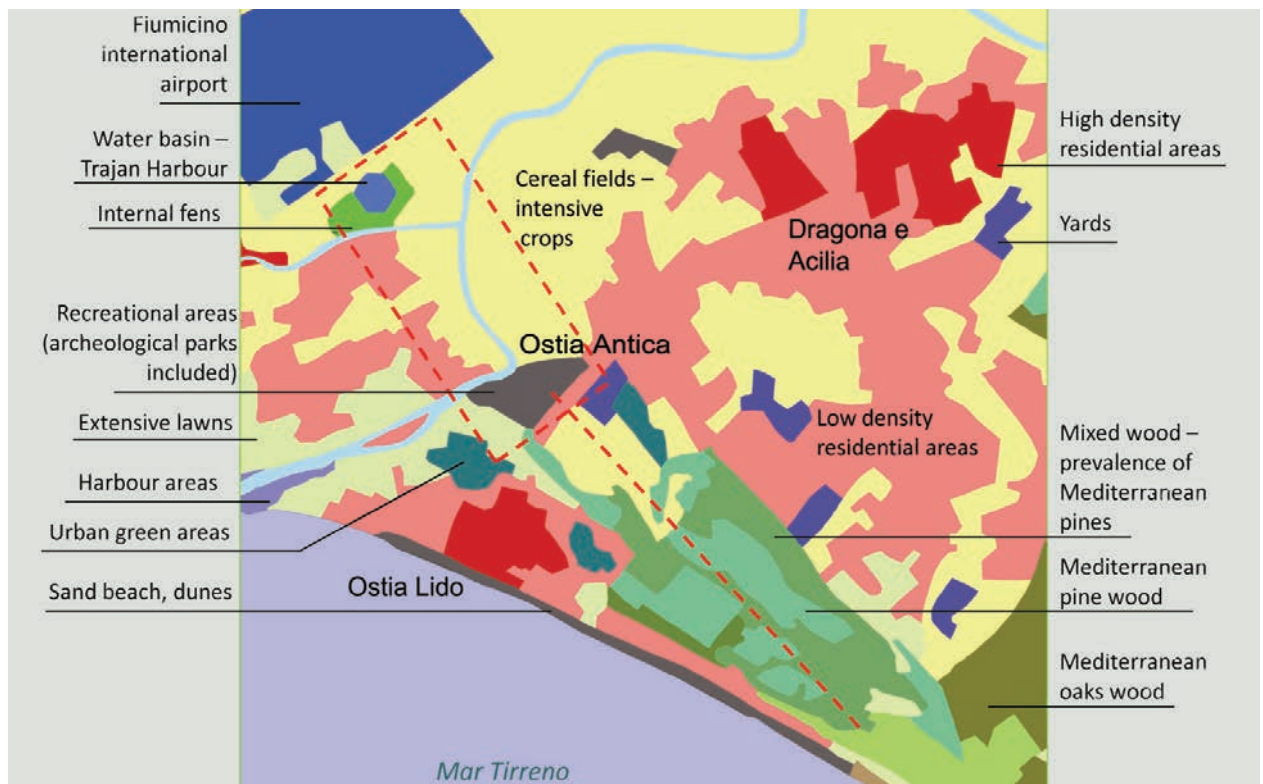 Fiumicino
international
airport
Water basin –
Trajan Harbour
Internal fens
Recreational areas
(archeological parks
included)
Extensive lawns
Harbour areas
Urban green areas
Sand beach, dunes
Cereal fields –
intensive
crops
Dragona e
Acilia
Ostia Antica
Low density
residential areas
Ostia Lido
Mar Tirreno
High density
residential areas
Yards
Mixed wood –
prevalence of
Mediterranean
pines
Mediterranean
pine wood
Mediterranean
oaks wood